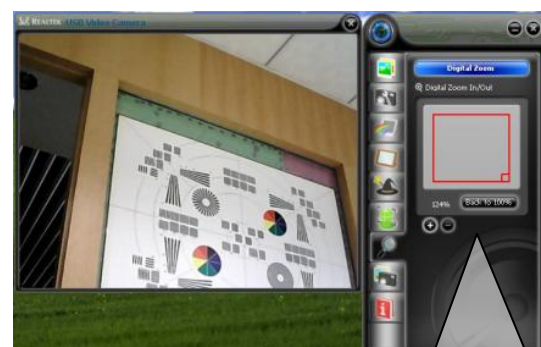 REALTEK USB Video Camera
Digital Zoom
Digital Zoom In/Out
124%
Back to 100%